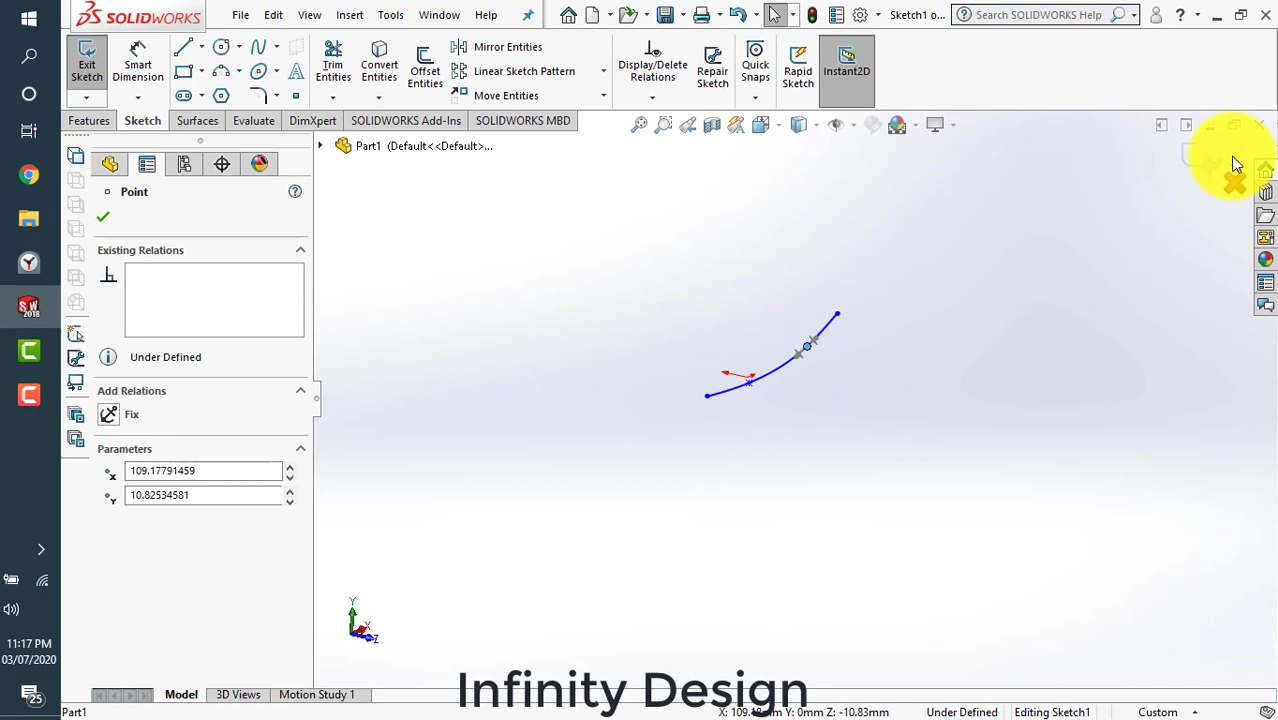 SOLIDWORKS File Edit View Insert Tools Window Help Sketch1 o... Search SOLIDWORKS Help
Exit Sketch Smart Dimension Trim Entities Convert Entities Offset Entities Mirror Entities Linear Sketch Pattern Move Entities Display/Delete Relations Repair Sketch Quick Snaps Rapid Sketch Instant2D
Features Sketch Surfaces Evaluate DimXpert SOLIDWORKS Add-Ins SOLIDWORKS MBD
Part1 (Default<<Default>...
Point
Existing Relations
Under Defined
Add Relations
Fix
Parameters
X 109.17791459
Y 10.82534581
Y
X
Z
11:17 PM
03/07/2020
25
Model 3D Views Motion Study 1
Infinity Design
Part1 X: 109.18mm Y: 0mm Z: -10.83mm Under Defined Editing Sketch1 Custom